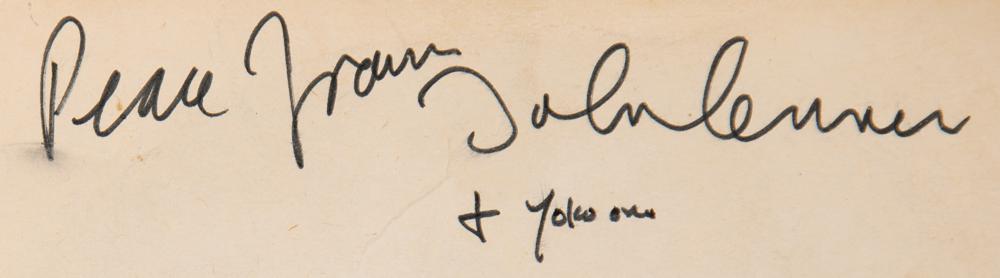 Peace from John Lennon
+ Yoko Ono